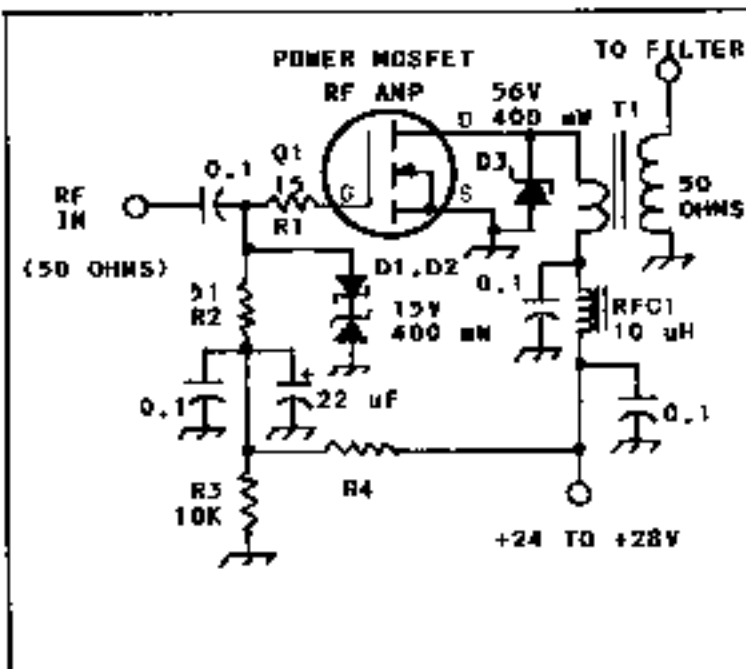 POWER MOSFET
RF AMP
TO FILTER
56V
400 mW
T1
D
D3
0.1
Q1
15
R1
G
S
RF
IN
(50 OHMS)
50
OHMS
D1,D2
15V
400 mW
51
R2
0.1
RFC1
10 uH
0.1
22 uF
0.1
R4
R3
10K
+24 TO +28V